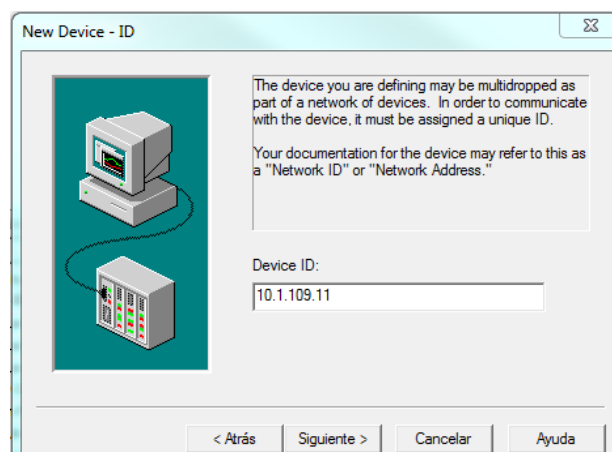 New Device - ID
The device you are defining may be multidropped as
part of a network of devices. In order to communicate
with the device, it must be assigned a unique ID.
Your documentation for the device may refer to this as
a "Network ID" or "Network Address."
Device ID:
10.1.109.11
< Atrás Siguiente > Cancelar Ayuda